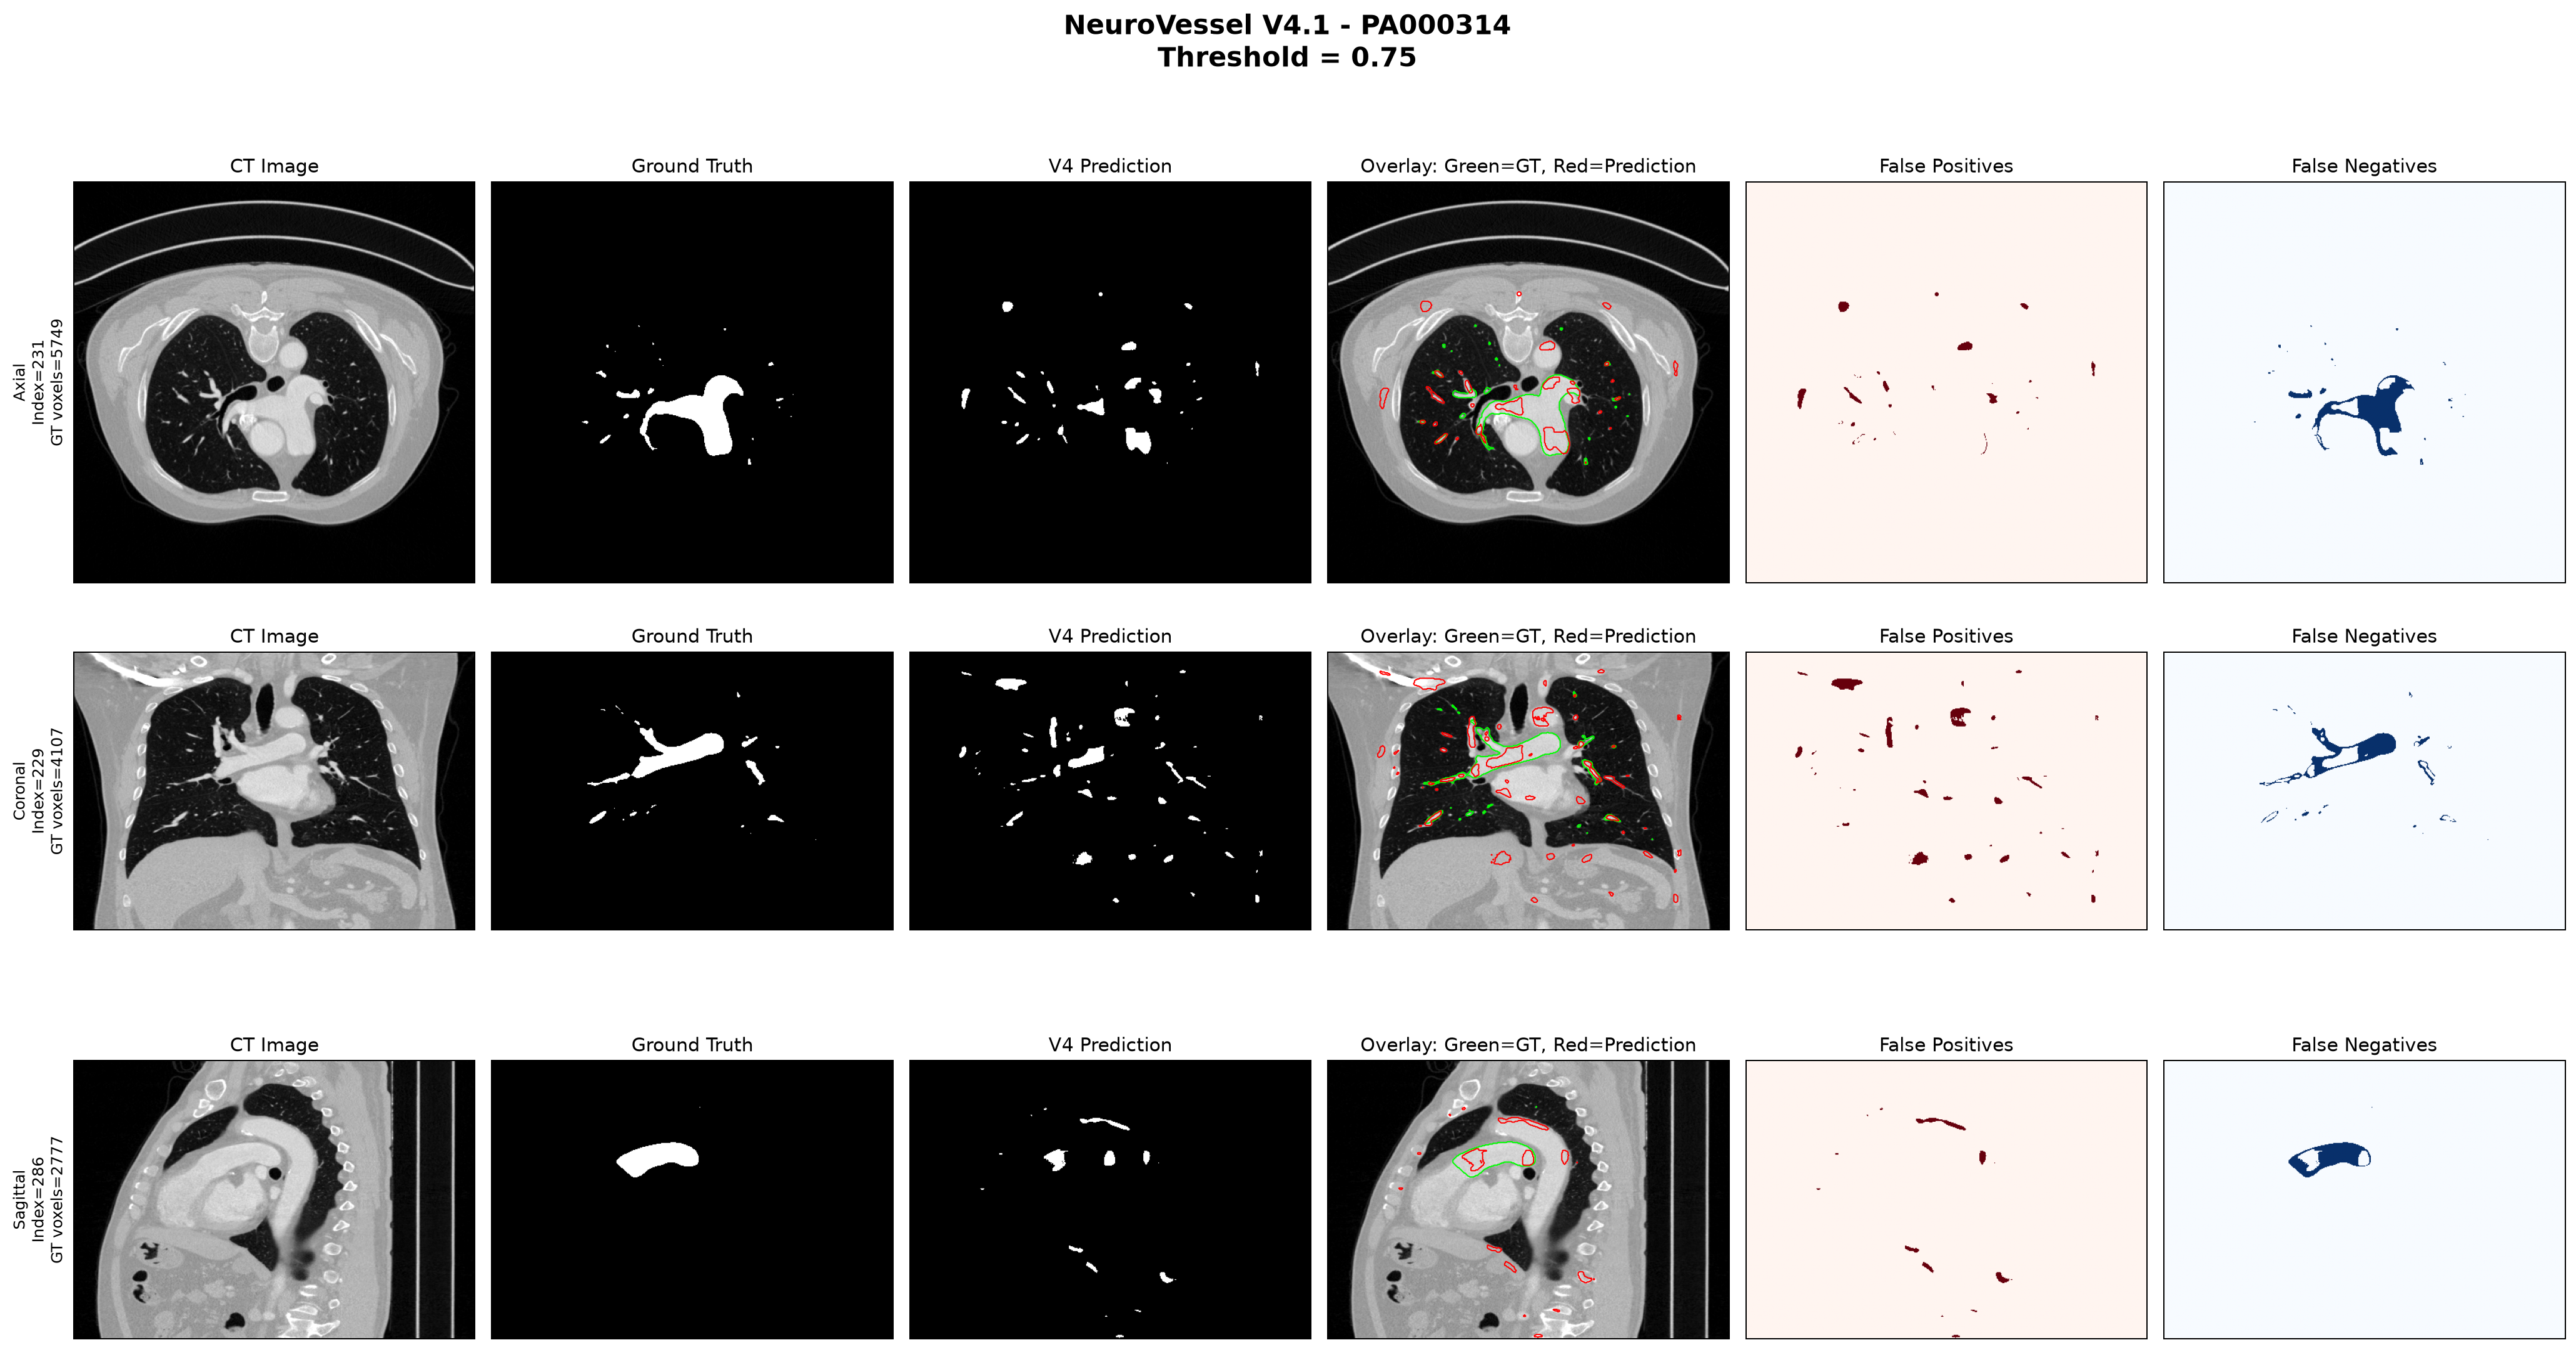 NeuroVessel V4.1 - PA000314
Threshold = 0.75
CT Image
Ground Truth
V4 Prediction
Overlay: Green=GT, Red=Prediction
False Positives
False Negatives
Axial
Index=231
GT voxels=5749
CT Image
Ground Truth
V4 Prediction
Overlay: Green=GT, Red=Prediction
False Positives
False Negatives
Coronal
Index=229
GT voxels=4107
CT Image
Ground Truth
V4 Prediction
Overlay: Green=GT, Red=Prediction
False Positives
False Negatives
Sagittal
Index=286
GT voxels=2777